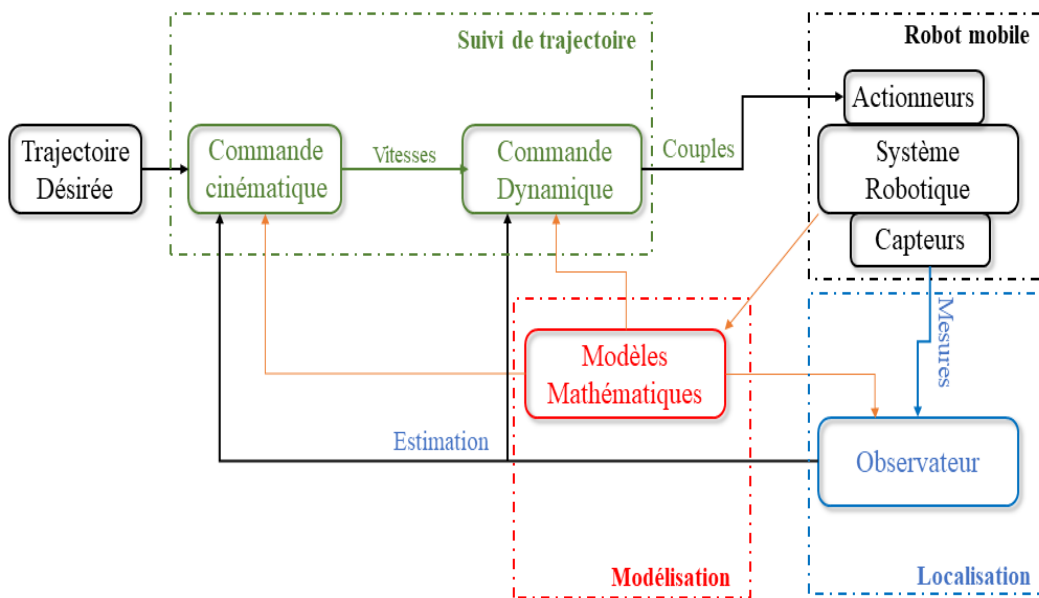 Suivi de trajectoire
Robot mobile
Actionneurs
Trajectoire
Désirée
Commande
cinématique
Vitesses
Commande
Dynamique
Couples
Système
Robotique
Capteurs
Mesures
Modèles
Mathématiques
Estimation
Observateur
Modélisation
Localisation